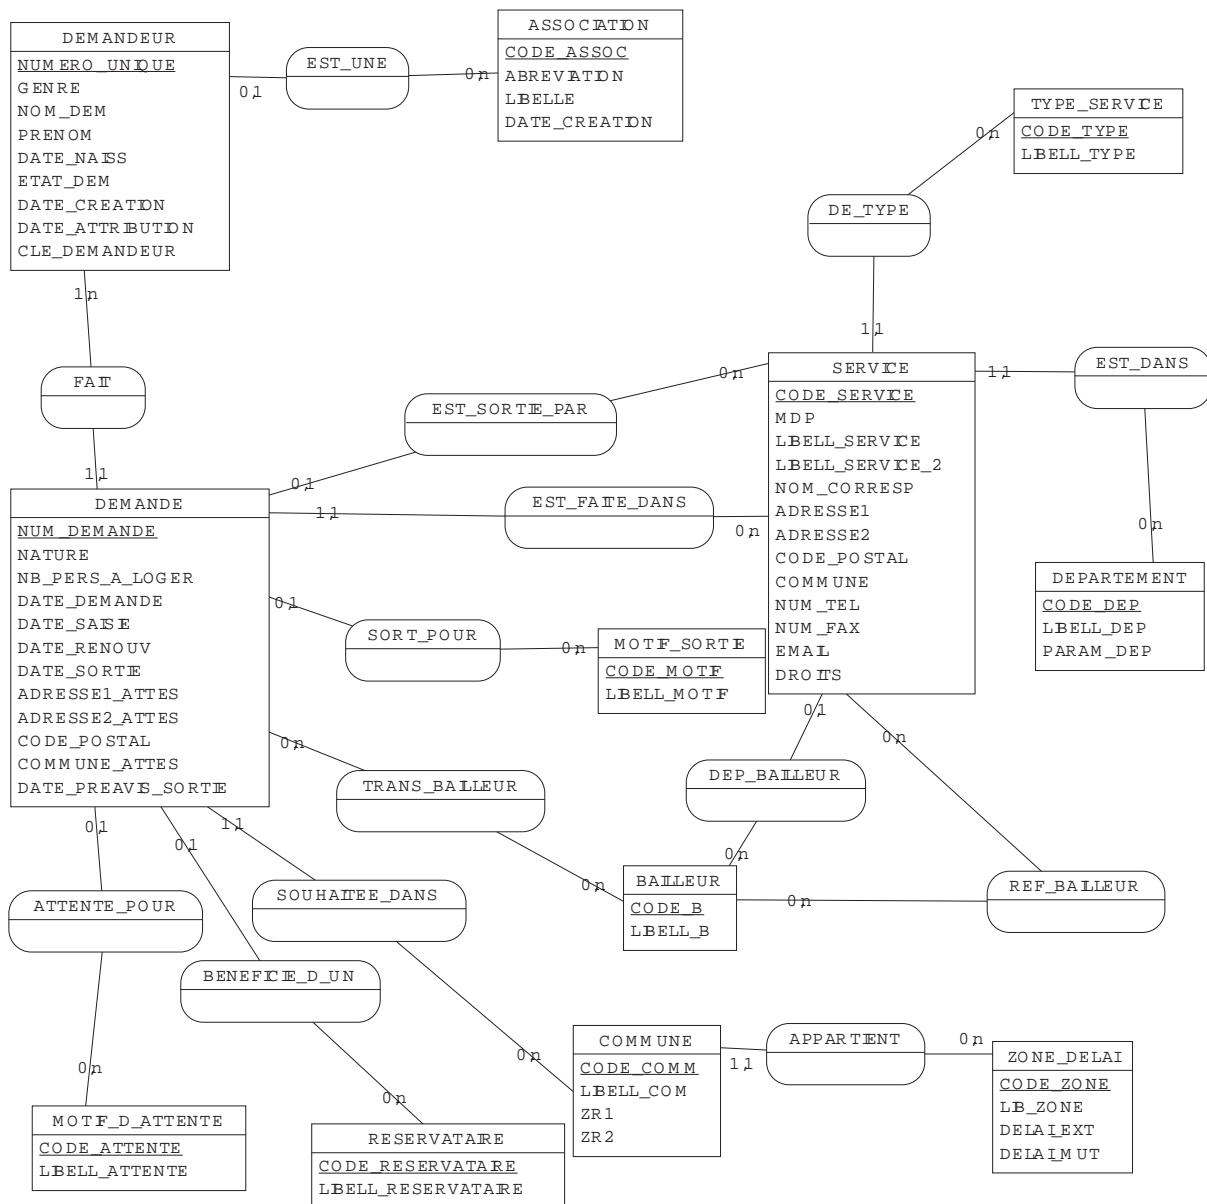 DEMANDEUR
NUMERO_UNIQUE
GENRE
NOM_DEM
PRENOM
DATE_NAISS
ETAT_DEM
DATE_CREATION
DATE_ATTRIBUTION
CLE_DEMANDEUR
0,1
EST_UNE
0,n
ASSOCIATION
CODE_ASSOC
ABREVIATION
LIBELLE
DATE_CREATION
TYPE_SERVICE
CODE_TYPE
LIBELL_TYPE
0,n
DE_TYPE
1,1
1,n
FAIT
1,1
SERVICE
CODE_SERVICE
MDP
LIBELL_SERVICE
LIBELL_SERVICE_2
NOM_CORRESP
ADRESSE1
ADRESSE2
CODE_POSTAL
COMMUNE
NUM_TEL
NUM_FAX
EMAIL
DROITS
1,1
EST_DANS
0,n
DEPARTEMENT
CODE_DEP
LIBELL_DEP
PARAM_DEP
0,n
EST_SORTIE_PAR
0,1
DEMANDE
NUM_DEMANDE
NATURE
NB_PERS_A_LOGER
DATE_DEMANDE
DATE_SAISIE
DATE_RENOUV
DATE_SORTIE
ADRESSE1_ATTES
ADRESSE2_ATTES
CODE_POSTAL
COMMUNE_ATTES
DATE_PREAVIS_SORTIE
1,1
EST_FAITE_DANS
0,n
0,1
SORT_POUR
0,n
MOTIF_SORTIE
CODE_MOTIF
LIBELL_MOTIF
0,n
TRANS_BAILLEUR
0,n
0,1
DEP_BAILLEUR
0,n
0,n
BAILLEUR
CODE_B
LIBELL_B
0,n
REF_BAILLEUR
0,1
ATTENTE_POUR
0,n
0,1
BENEFICIE_D_UN
0,n
1,1
SOUHAITEE_DANS
0,n
COMMUNE
CODE_COMM
LIBELL_COM
ZR1
ZR2
1,1
APPARTIENT
0,n
ZONE_DELAI
CODE_ZONE
LIB_ZONE
DELAI_EXT
DELAI_MUT
MOTIF_D_ATTENTE
CODE_ATTENTE
LIBELL_ATTENTE
RESERVATAIRE
CODE_RESERVATAIRE
LIBELL_RESERVATAIRE